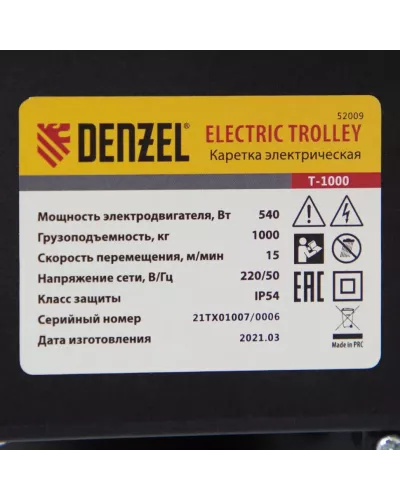 52009
DENZEL
ELECTRIC TROLLEY
Каретка электрическая
T-1000
Мощность электродвигателя, Вт 540
Грузоподъемность, кг 1000
Скорость перемещения, м/мин 15
Напряжение сети, В/Гц 220/50
Класс защиты IP54
Серийный номер 21TX01007/0006
Дата изготовления 2021.03
EAC
Made in PRC